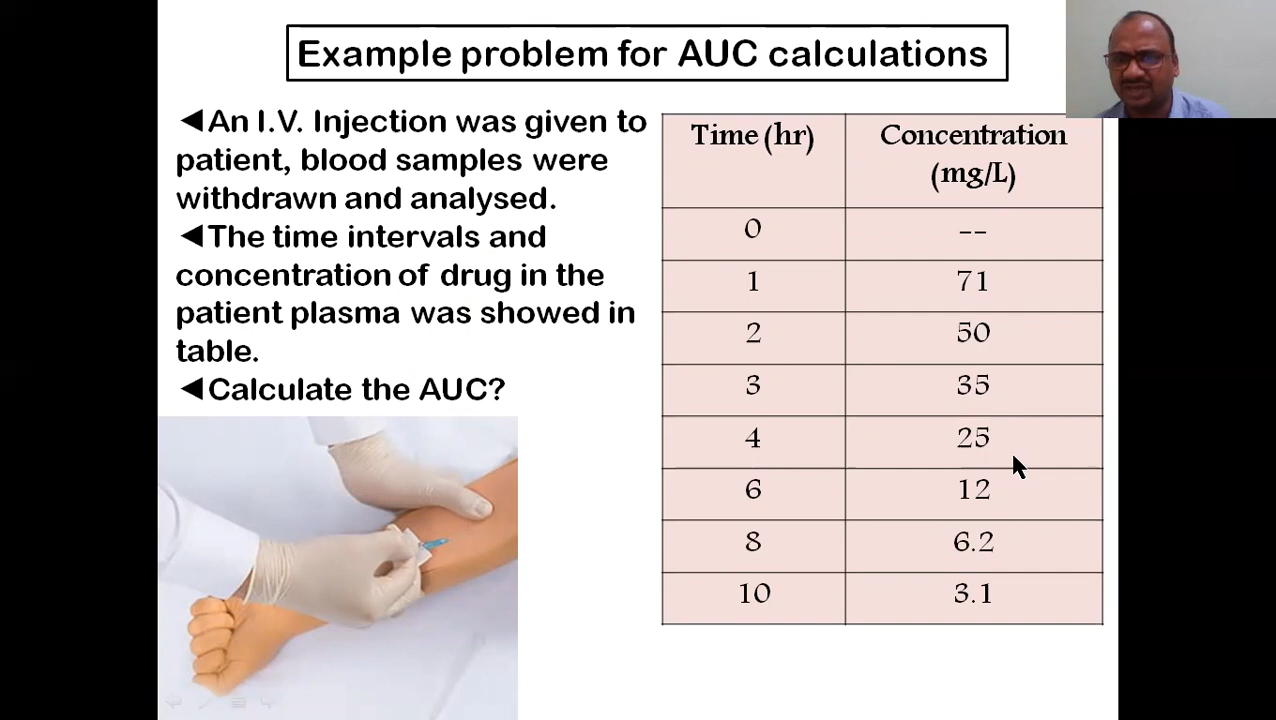 Example problem for AUC calculations
◄An I.V. Injection was given to
patient, blood samples were
withdrawn and analysed.
◄The time intervals and
concentration of drug in the
patient plasma was showed in
table.
◄Calculate the AUC?
Time (hr) Concentration
(mg/L)
0 --
1 71
2 50
3 35
4 25
6 12
8 6.2
10 3.1